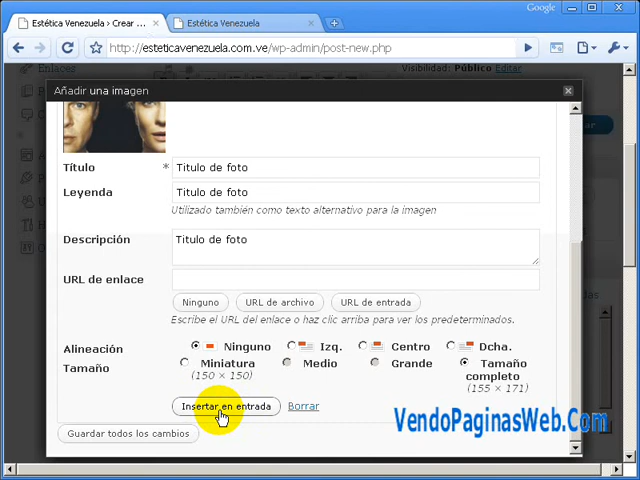 Google
Estética Venezuela › Crear ...
Estética Venezuela
http://esteticavenezuela.com.ve/wp-admin/post-new.php
Enlaces
Visibilidad: Público Editar
Añadir una imagen
Título * Titulo de foto
Leyenda Titulo de foto
Utilizado también como texto alternativo para la imagen
Descripción Titulo de foto
URL de enlace
Ninguno URL de archivo URL de entrada
Escribe el URL del enlace o haz clic arriba para ver los predeterminados.
Alineación Ninguno Izq. Centro Dcha.
Tamaño Miniatura Medio Grande Tamaño completo
(150 × 150) (155 × 171)
Insertar en entrada Borrar
Guardar todos los cambios
VendoPaginasWeb.Com